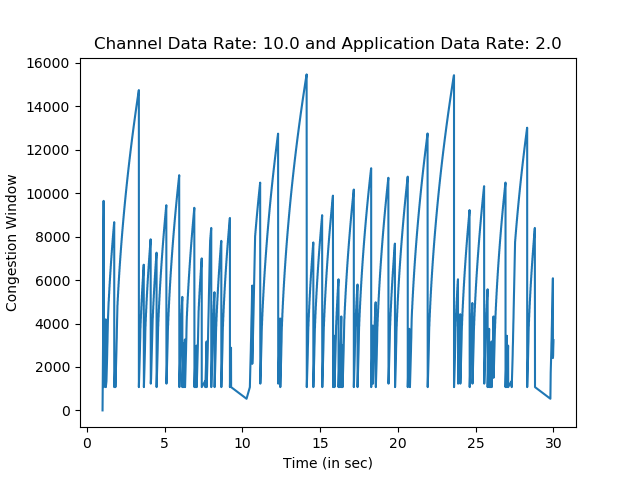 Channel Data Rate: 10.0 and Application Data Rate: 2.0
16000
14000
12000
10000
8000
6000
4000
2000
0
Congestion Window
0 5 10 15 20 25 30
Time (in sec)